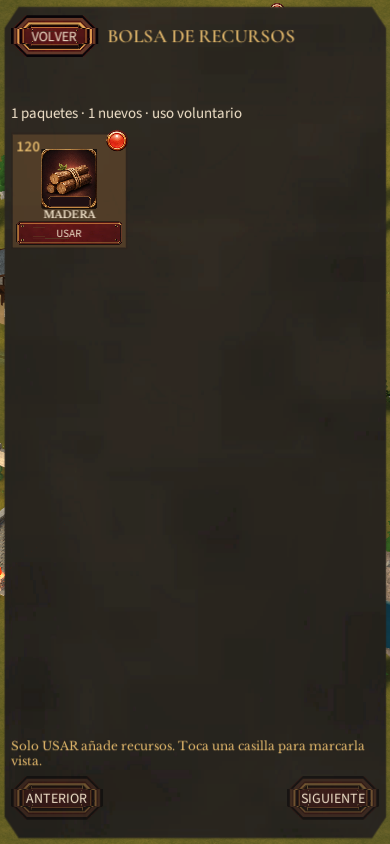 VOLVER
BOLSA DE RECURSOS
1 paquetes · 1 nuevos · uso voluntario
120
MADERA
USAR
Solo USAR añade recursos. Toca una casilla para marcarla
vista.
ANTERIOR
SIGUIENTE